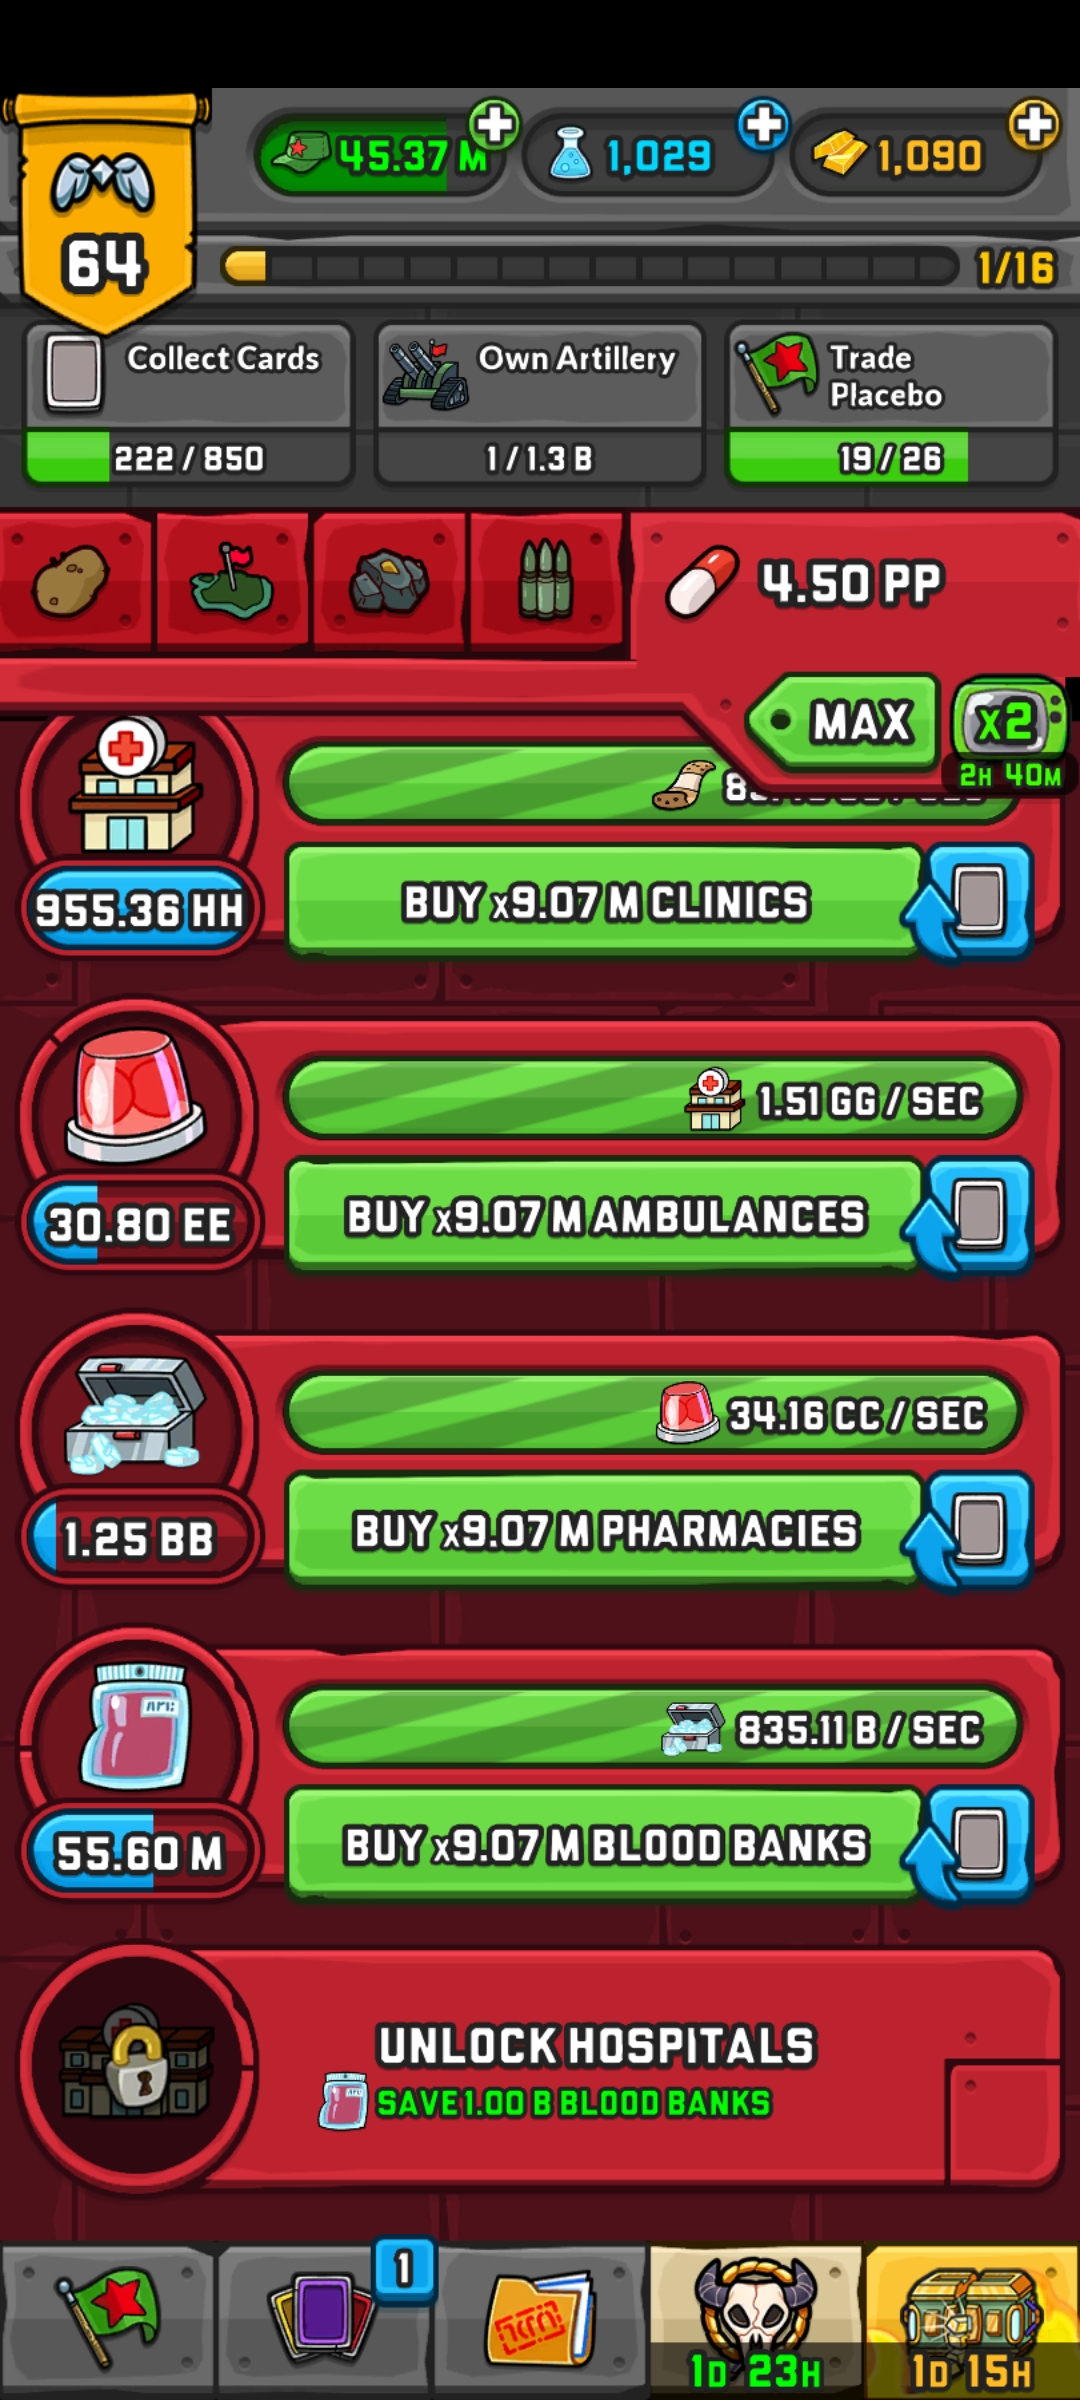 45.37 M
1,029
1,090
64
1/16
Collect Cards
222 / 850
Own Artillery
1 / 1.3 B
Trade
Placebo
19 / 26
4.50 PP
MAX
x2
2H 40M
955.36 HH
BUY x9.07 M CLINICS
1.51 GG / SEC
30.80 EE
BUY x9.07 M AMBULANCES
34.16 CC / SEC
1.25 BB
BUY x9.07 M PHARMACIES
835.11 B / SEC
55.60 M
BUY x9.07 M BLOOD BANKS
UNLOCK HOSPITALS
SAVE 1.00 B BLOOD BANKS
1
1D 23H
1D 15H